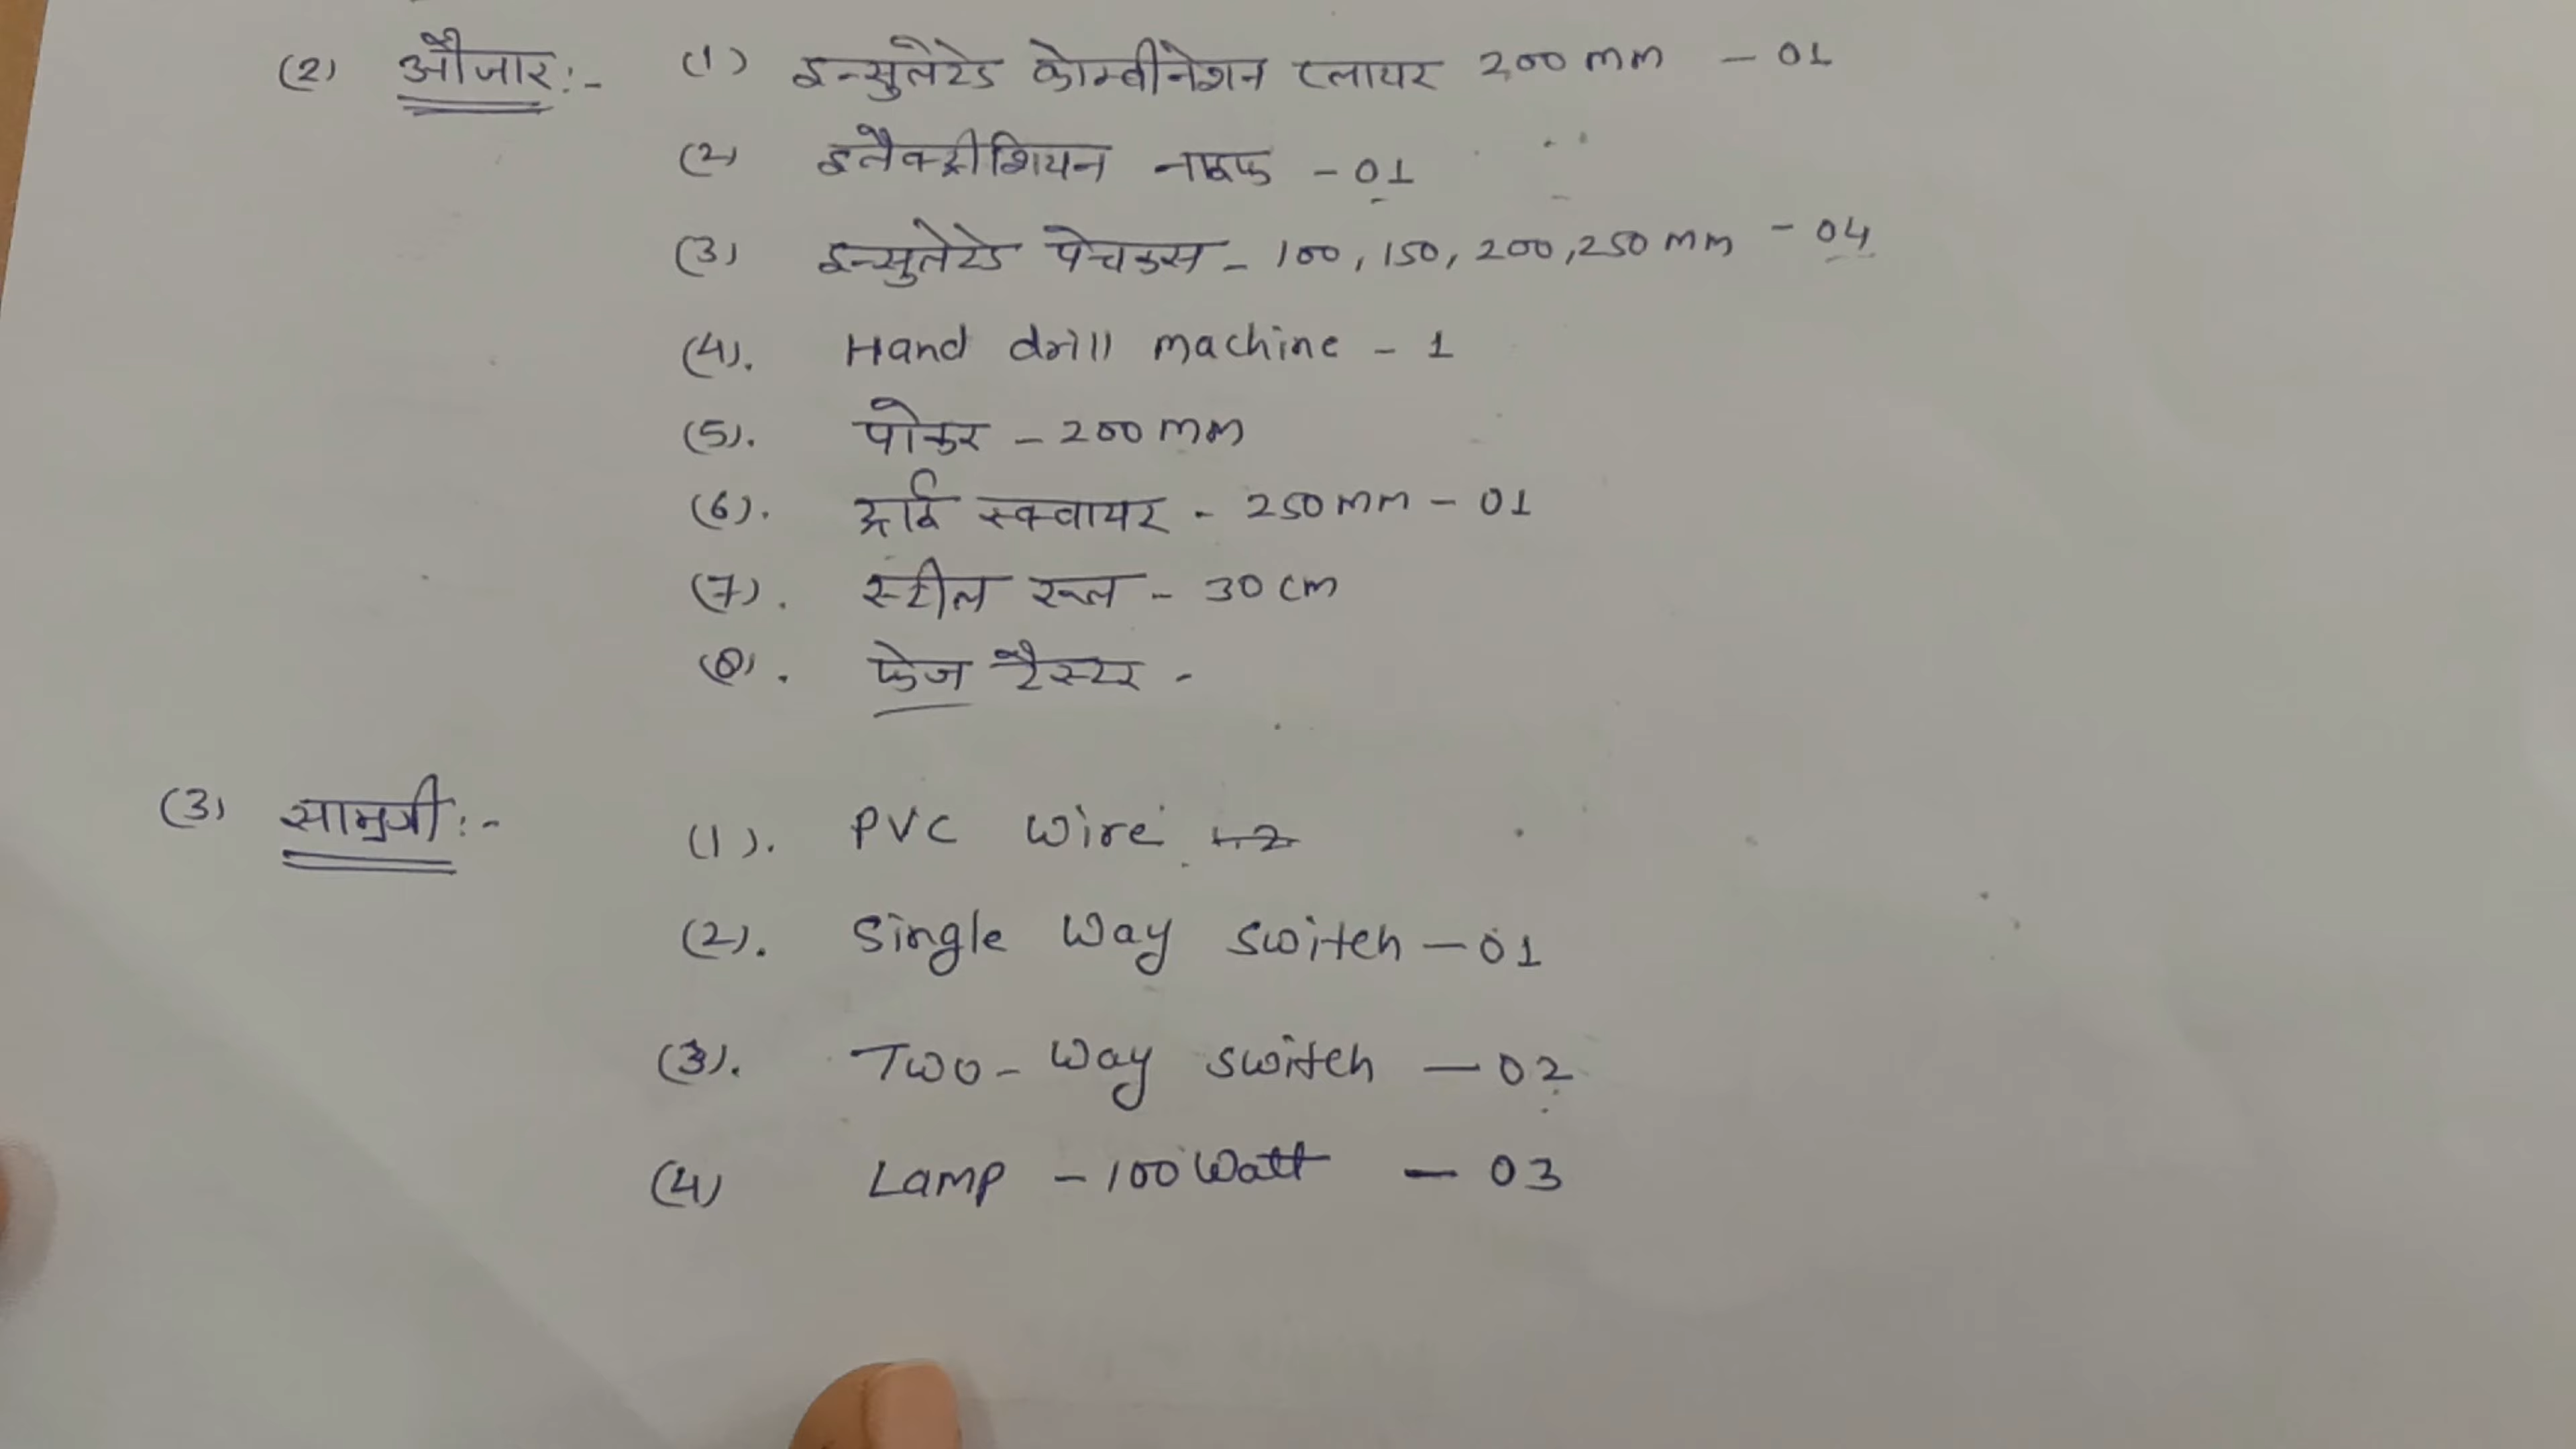 (2) औजार :- (1) इन्सुलेटेड कोम्बीनेशन प्लायर 200 mm - 01
(2) इलैक्ट्रीशियन नाइफ - 01
(3) इन्सुलेटेड पेचकस - 100, 150, 200, 250 mm - 04
(4). Hand drill machine - 1
(5). पोकर - 200 mm
(6). ट्राई स्क्वायर - 250 mm - 01
(7). स्टील रूल - 30 cm
(8). फेज टैस्टर -
(3) सामग्री :- (1). PVC Wire
(2). Single Way Switch - 01
(3). Two - Way Switch - 02
(4) Lamp - 100 Watt - 03